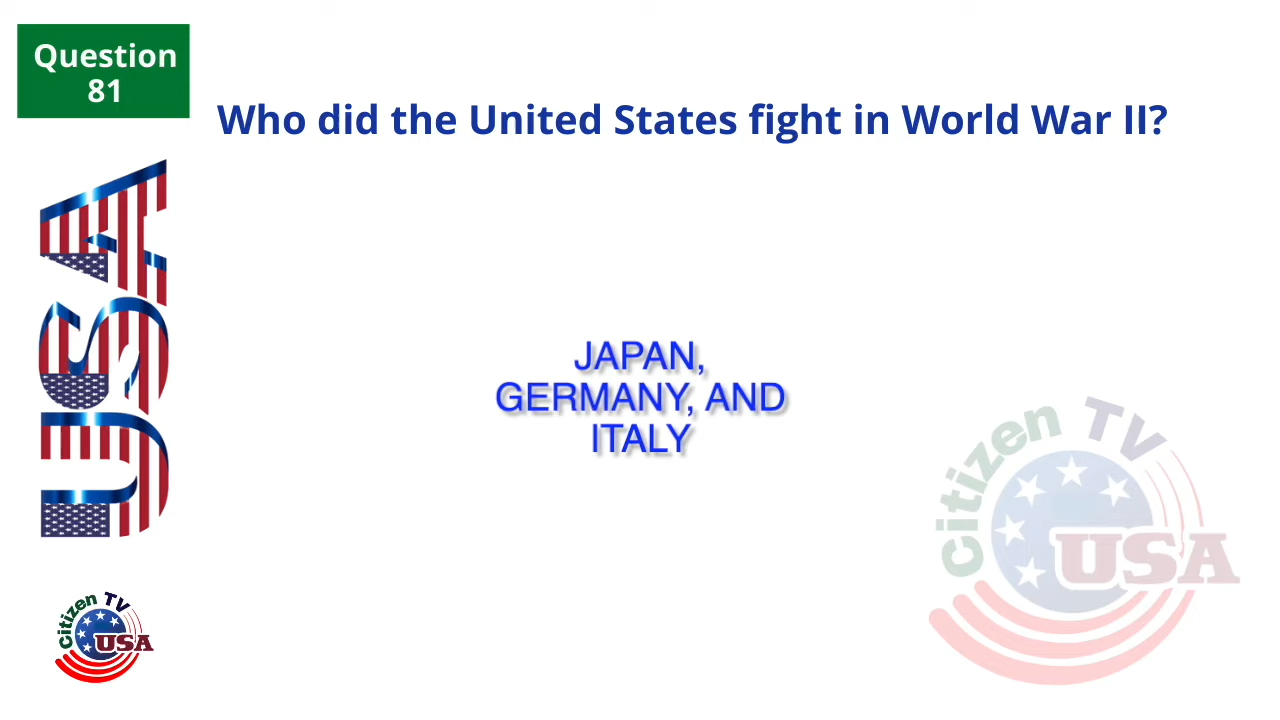 Question
81
Who did the United States fight in World War II?
USA
JAPAN,
GERMANY, AND
ITALY
Citizen TV
USA
Citizen TV
USA